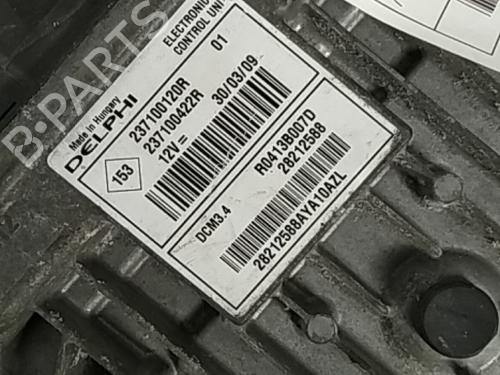 ELECTRONIC
CONTROL UNIT
01
Made in Hungary
DELPHI
237100120R
237100422R
12V= 30/03/09
153
DCM3.4
R0413B007D
28212588
28212588AYA10AZL